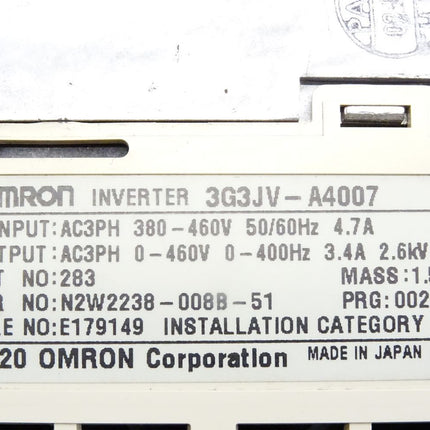 OMRON INVERTER 3G3JV-A4007
INPUT:AC3PH 380-460V 50/60Hz 4.7A
OUTPUT:AC3PH 0-460V 0-400Hz 3.4A 2.6kV
T NO:283 MASS:1.5
R NO:N2W2238-008B-51 PRG:002
LE NO:E179149 INSTALLATION CATEGORY
20 OMRON Corporation MADE IN JAPAN